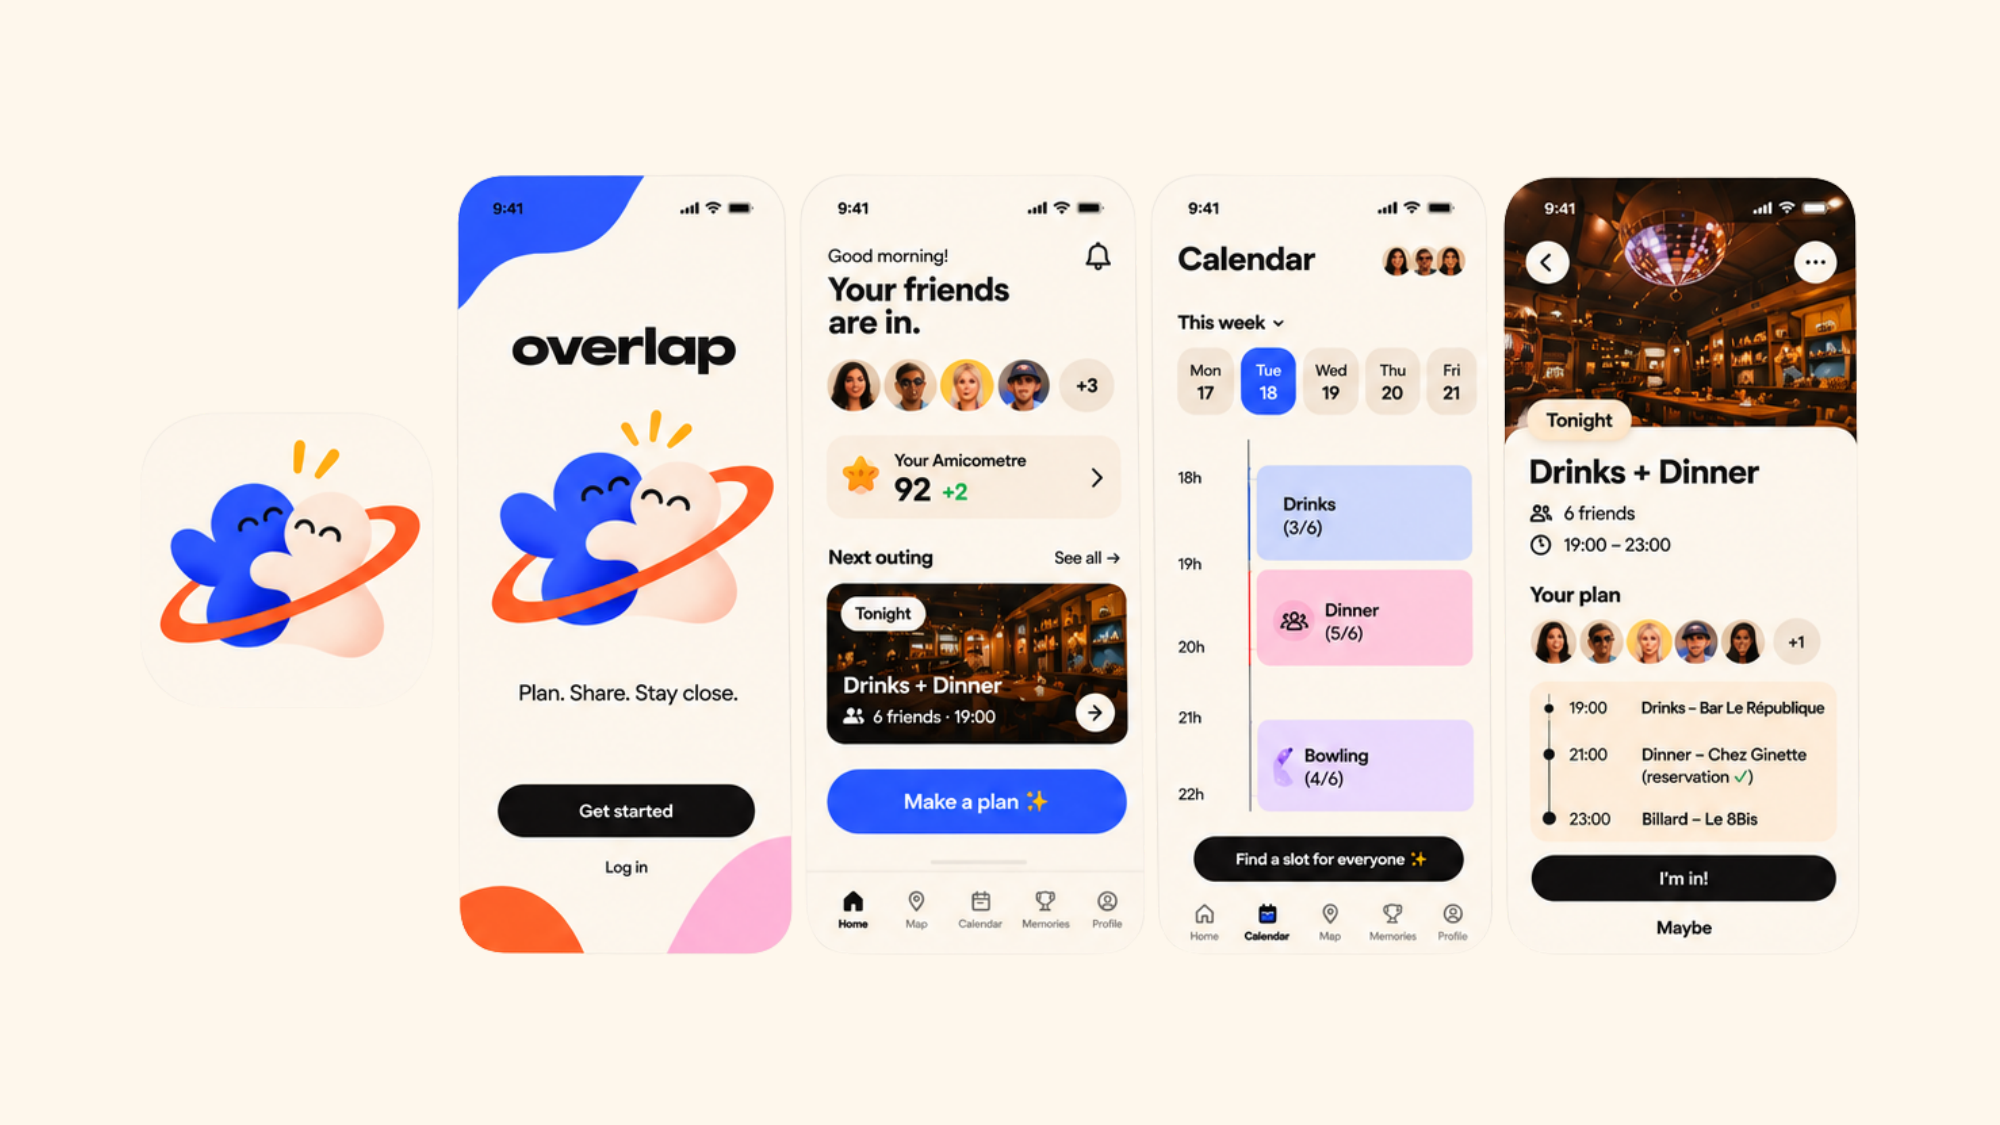 9:41
overlap
Plan. Share. Stay close.
Get started
Log in
9:41
Good morning!
Your friends
are in.
+3
Your Amicometre
92 +2
Next outing
See all →
Tonight
Drinks + Dinner
6 friends · 19:00
Make a plan ✨
Home
Map
Calendar
Memories
Profile
9:41
Calendar
This week
Mon
17
Tue
18
Wed
19
Thu
20
Fri
21
18h
Drinks
(3/6)
19h
Dinner
(5/6)
20h
21h
Bowling
(4/6)
22h
Find a slot for everyone ✨
Home
Calendar
Map
Memories
Profile
9:41
Tonight
Drinks + Dinner
6 friends
19:00 – 23:00
Your plan
+1
19:00 Drinks – Bar Le République
21:00 Dinner – Chez Ginette
(reservation ✓)
23:00 Billard – Le 8Bis
I'm in!
Maybe